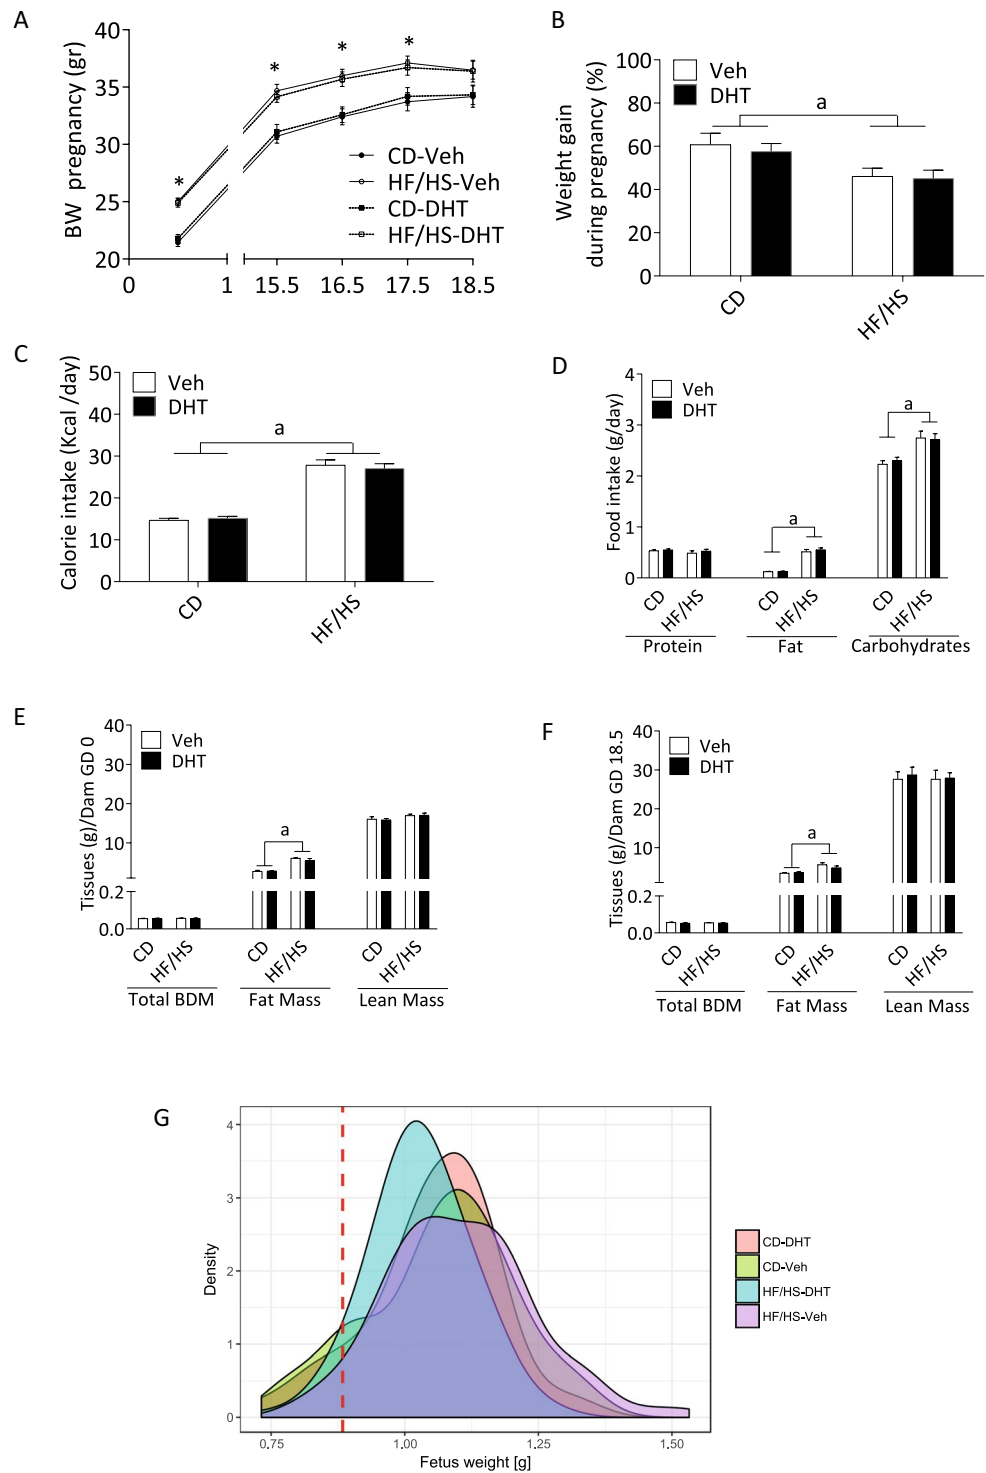 A
BW pregnancy (gr)
40
35
30
25
20
*
*
*
*
CD-Veh
HF/HS-Veh
CD-DHT
HF/HS-DHT
0 1 15.5 16.5 17.5 18.5
B
Weight gain
during pregnancy (%)
100
80
60
40
20
0
Veh
DHT
a
CD HF/HS
C
Calorie intake (Kcal /day)
50
40
30
20
10
0
Veh
DHT
a
CD HF/HS
D
Food intake (g/day)
4
3
2
1
0
Veh
DHT
a
a
CD HF/HS CD HF/HS CD HF/HS
Protein Fat Carbohydrates
E
Tissues (g)/Dam GD 0
40
30
20
10
0.2
0.0
Veh
DHT
a
CD HF/HS CD HF/HS CD HF/HS
Total BDM Fat Mass Lean Mass
F
Tissues (g)/Dam GD 18.5
40
30
20
10
0.2
0.0
Veh
DHT
a
CD HF/HS CD HF/HS CD HF/HS
Total BDM Fat Mass Lean Mass
G
Density
4
3
2
1
0
0.75 1.00 1.25 1.50
Fetus weight [g]
CD-DHT
CD-Veh
HF/HS-DHT
HF/HS-Veh